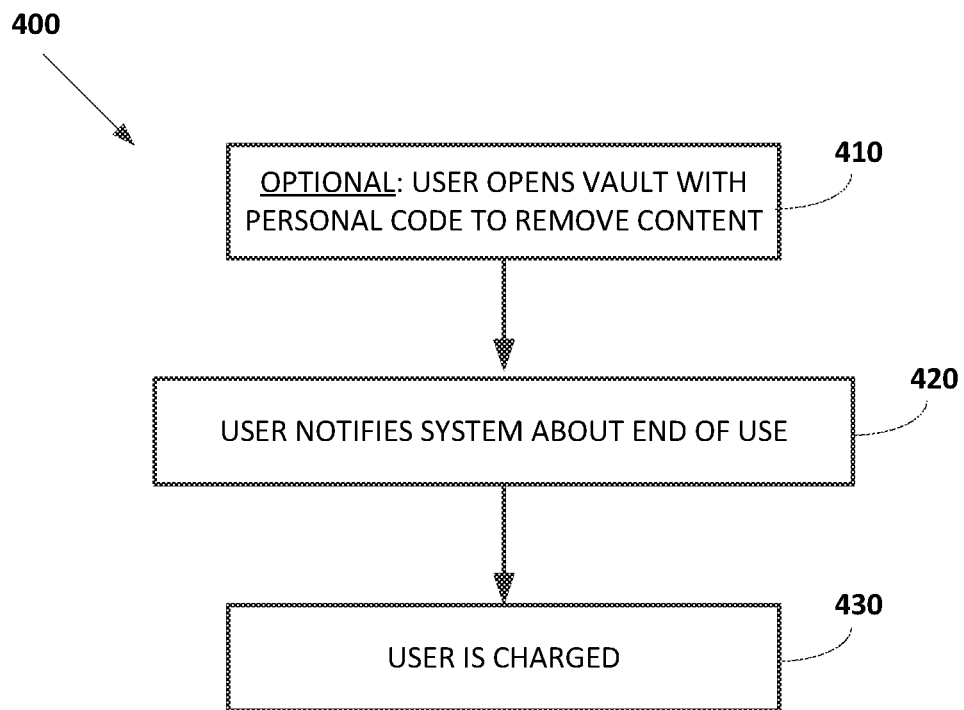 400
410
OPTIONAL: USER OPENS VAULT WITH
PERSONAL CODE TO REMOVE CONTENT
420
USER NOTIFIES SYSTEM ABOUT END OF USE
430
USER IS CHARGED